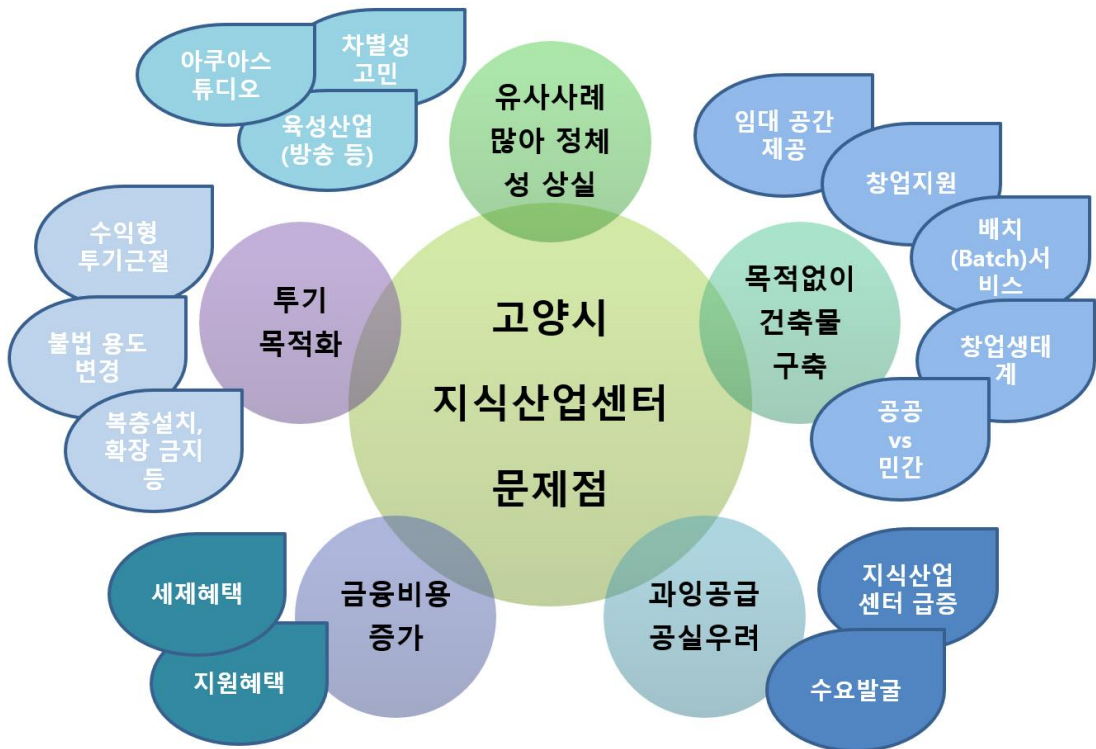 고양시
지식산업센터
문제점
유사사례
많아 정체
성 상실
차별성
고민
아쿠아스
튜디오
육성산업
(방송 등)
목적없이
건축물
구축
임대 공간
제공
창업지원
배치
(Batch)서
비스
창업생태
계
공공
vs
민간
과잉공급
공실우려
지식산업
센터 급증
수요발굴
금융비용
증가
세제혜택
지원혜택
투기
목적화
수익형
투기근절
불법 용도
변경
복층설치,
확장 금지
등